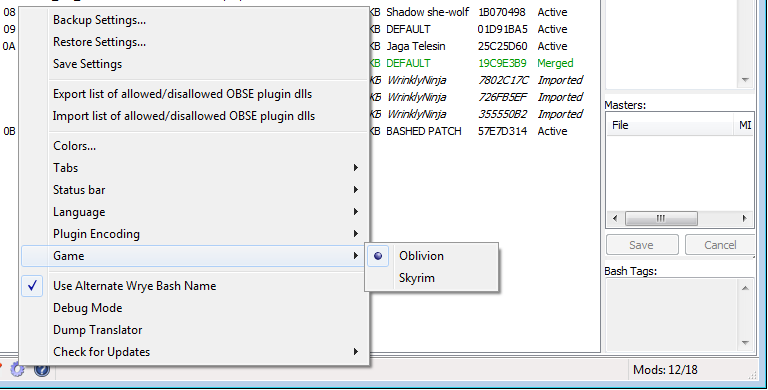 08 KB Shadow she-wolf 1B070498 Active
09 KB DEFAULT 01D91BA5 Active
0A KB Jaga Telesin 25C25D60 Active
KB DEFAULT 19C9E3B9 Merged
KB WrinklyNinja 7802C17C Imported
KB WrinklyNinja 726FB5EF Imported
KB WrinklyNinja 355550B2 Imported
0B KB BASHED PATCH 57E7D314 Active
Backup Settings...
Restore Settings...
Save Settings
Export list of allowed/disallowed OBSE plugin dlls
Import list of allowed/disallowed OBSE plugin dlls
Colors...
Tabs
Status bar
Language
Plugin Encoding
Game
Oblivion
Skyrim
Use Alternate Wrye Bash Name
Debug Mode
Dump Translator
Check for Updates
Masters:
File MI
Save Cancel
Bash Tags:
Mods: 12/18